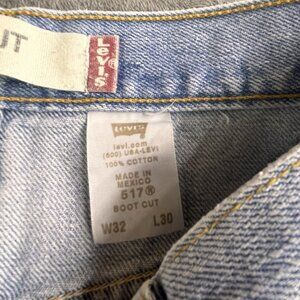 UT
LEVI'S®
Levi's
levi.com
(800) USA-LEVI
100% COTTON
MADE IN
MEXICO
517®
BOOT CUT
W32 L30